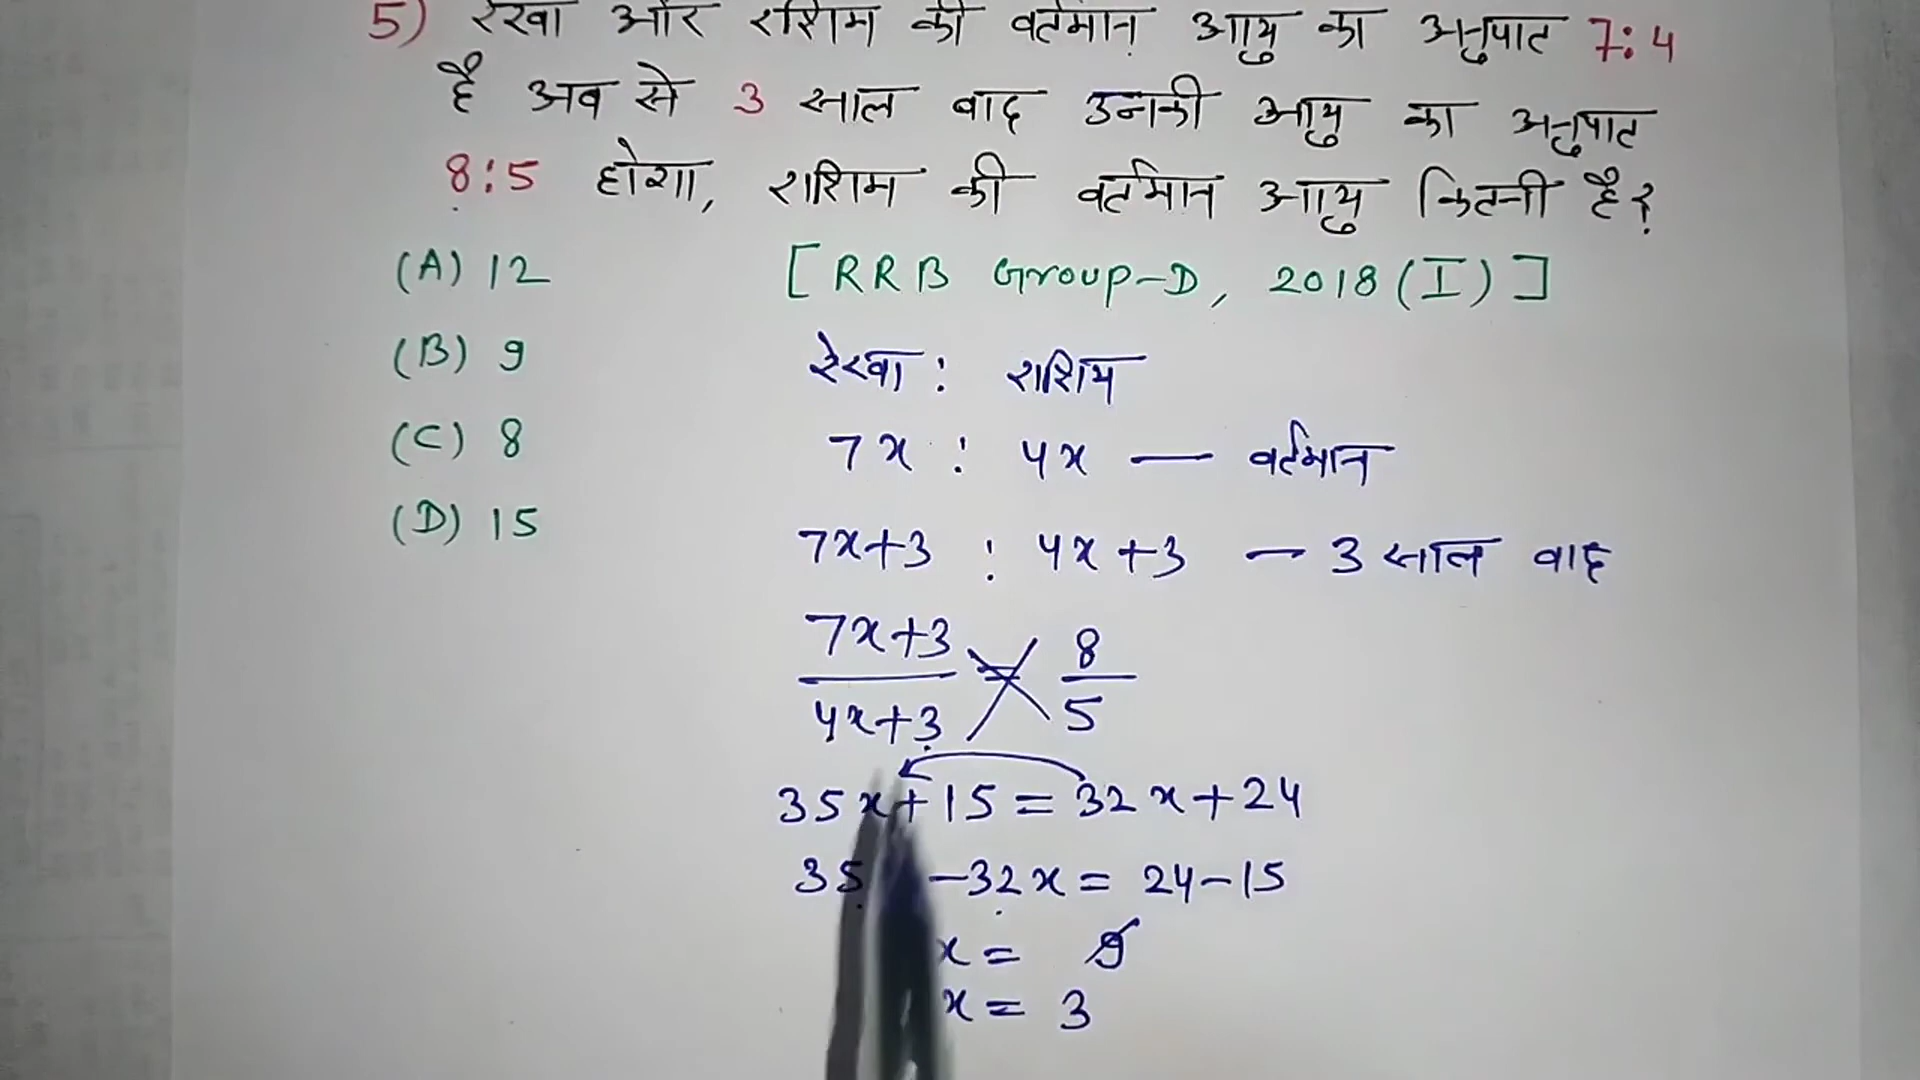 5) रेखा और रशिम की वर्तमान आयु का अनुपात 7:4
है अब से 3 साल बाद उनकी आयु का अनुपात
8:5 होगा, राशिम की वर्तमान आयु कितनी है?
(A) 12 [RRB Group-D, 2018 (I)]
(B) 9
(C) 8
(D) 15
रेखा : राशिम
7x : 4x — वर्तमान
7x+3 : 4x+3 — 3 साल बाद
7x+3 = 8
4x+3 5
35x+15 = 32x+24
35 -32x = 24-15
x = 9
x = 3